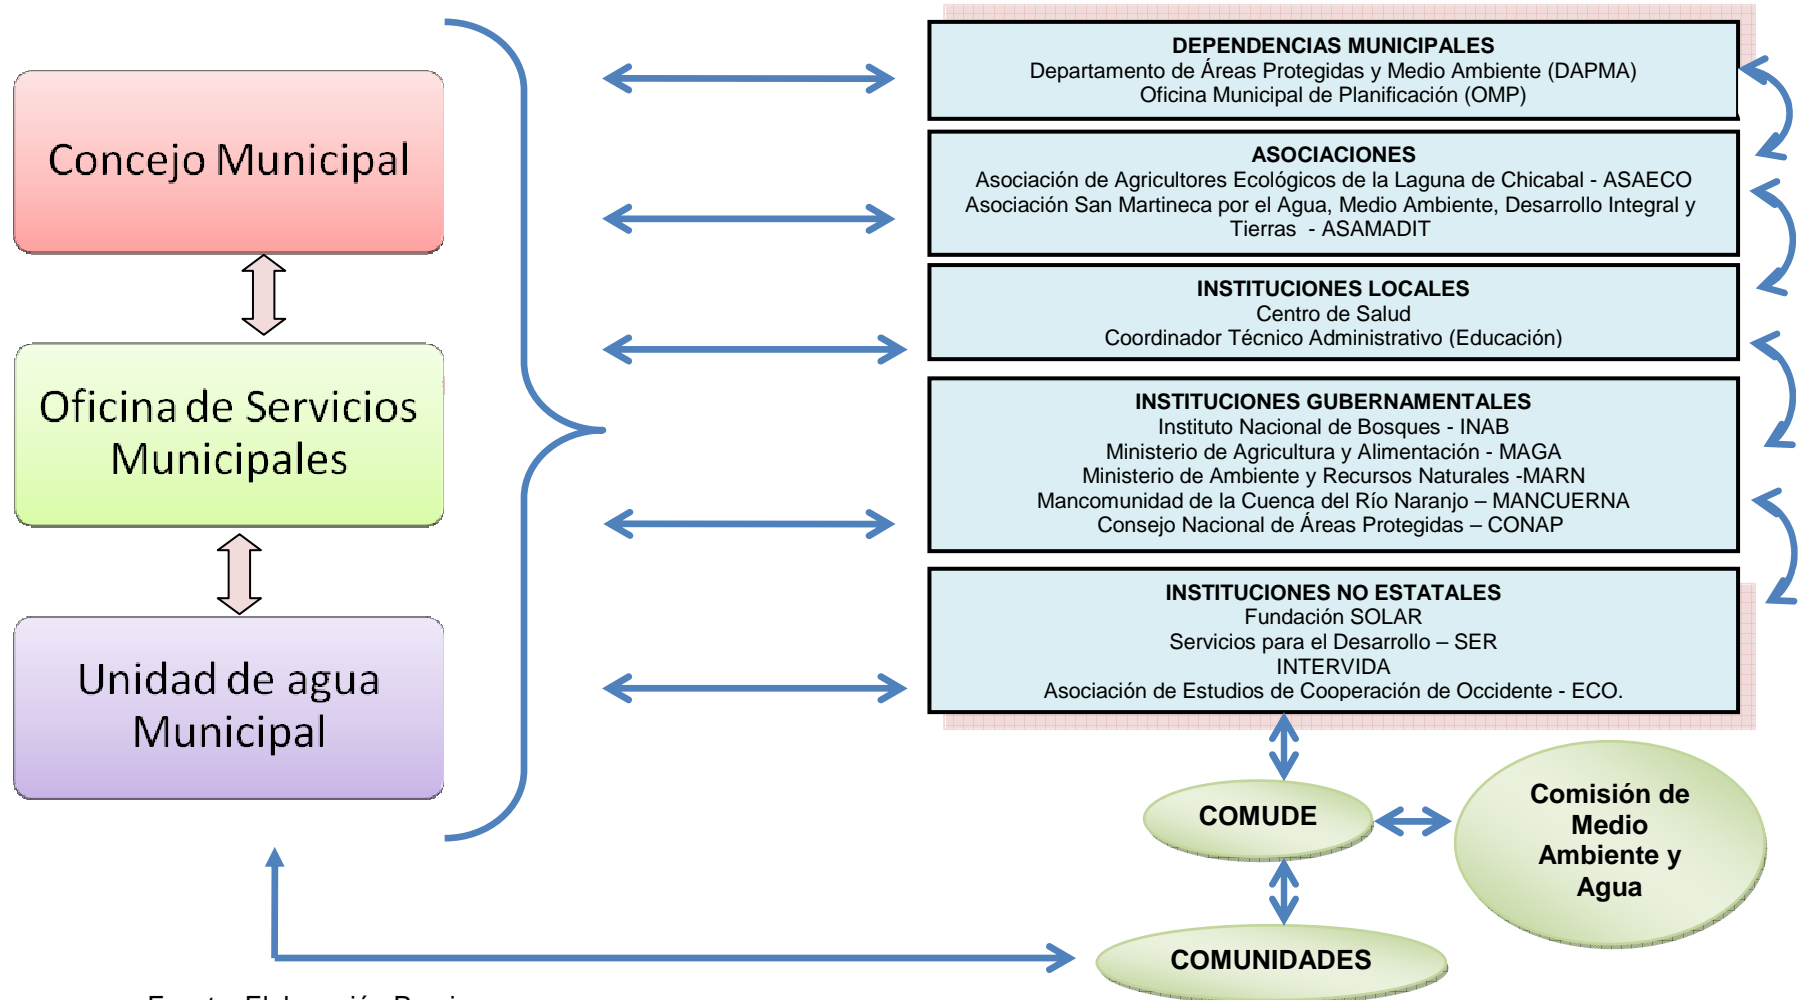 Concejo Municipal
Oficina de Servicios
Municipales
Unidad de agua
Municipal
DEPENDENCIAS MUNICIPALES
Departamento de Áreas Protegidas y Medio Ambiente (DAPMA)
Oficina Municipal de Planificación (OMP)
ASOCIACIONES
Asociación de Agricultores Ecológicos de la Laguna de Chicabal - ASAECO
Asociación San Martineca por el Agua, Medio Ambiente, Desarrollo Integral y
Tierras - ASAMADIT
INSTITUCIONES LOCALES
Centro de Salud
Coordinador Técnico Administrativo (Educación)
INSTITUCIONES GUBERNAMENTALES
Instituto Nacional de Bosques - INAB
Ministerio de Agricultura y Alimentación - MAGA
Ministerio de Ambiente y Recursos Naturales -MARN
Mancomunidad de la Cuenca del Río Naranjo – MANCUERNA
Consejo Nacional de Áreas Protegidas – CONAP
INSTITUCIONES NO ESTATALES
Fundación SOLAR
Servicios para el Desarrollo – SER
INTERVIDA
Asociación de Estudios de Cooperación de Occidente - ECO.
COMUDE
Comisión de
Medio
Ambiente y
Agua
COMUNIDADES